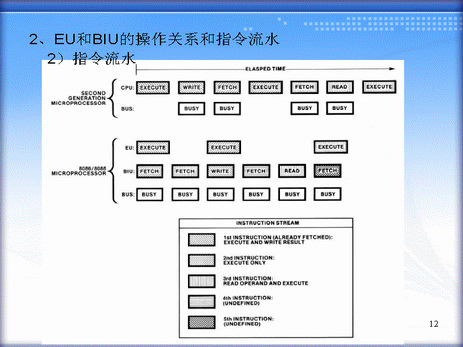 2、EU和BIU的操作关系和指令流水
2）指令流水
ELASPED TIME
SECOND GENERATION MICROPROCESSOR
CPU: EXECUTE WRITE FETCH EXECUTE FETCH READ EXECUTE
BUS: BUSY BUSY BUSY BUSY
8086/8088 MICROPROCESSOR
EU: EXECUTE EXECUTE EXECUTE
BIU: FETCH FETCH WRITE FETCH READ FETCH
BUS: BUSY BUSY BUSY BUSY BUSY BUSY
INSTRUCTION STREAM
1st INSTRUCTION (ALREADY FETCHED):
EXECUTE AND WRITE RESULT
2nd INSTRUCTION:
EXECUTE ONLY
3rd INSTRUCTION:
READ OPERAND AND EXECUTE
4th INSTRUCTION:
(UNDEFINED)
5th INSTRUCTION:
(UNDEFINED)
12